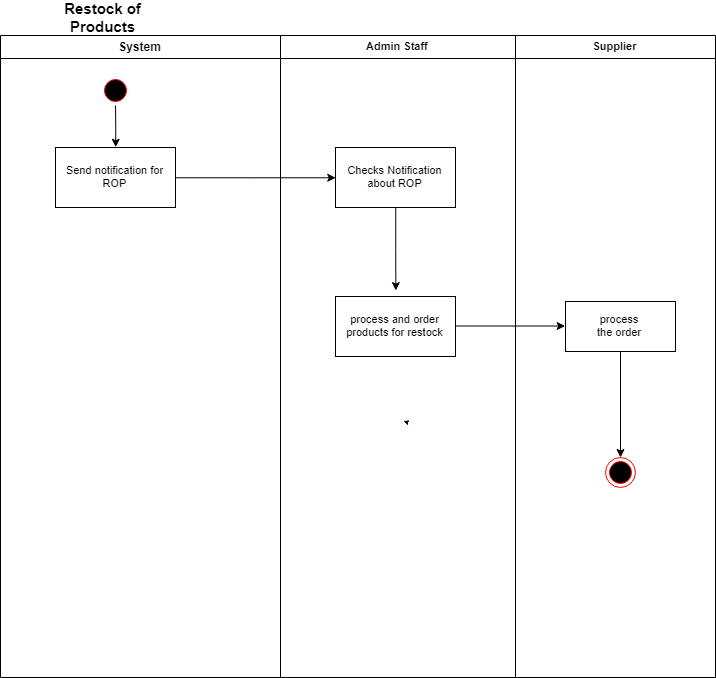 Restock of
Products
System
Admin Staff
Supplier
Send notification for
ROP
Checks Notification
about ROP
process and order
products for restock
process
the order